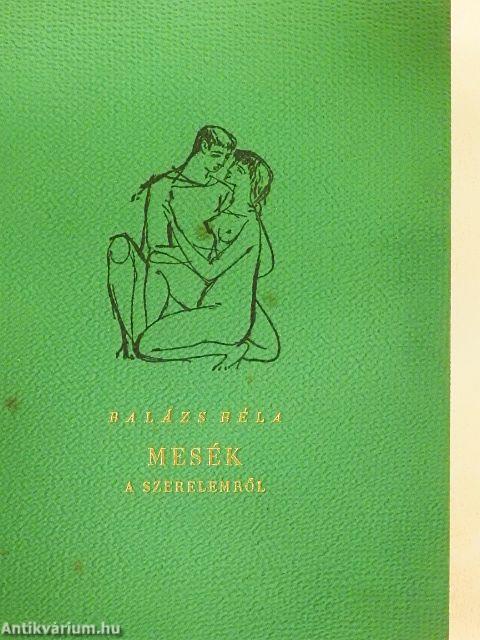 BALÁZS BÉLA
MESÉK
A SZERELEMRŐL
Antikvárium.hu